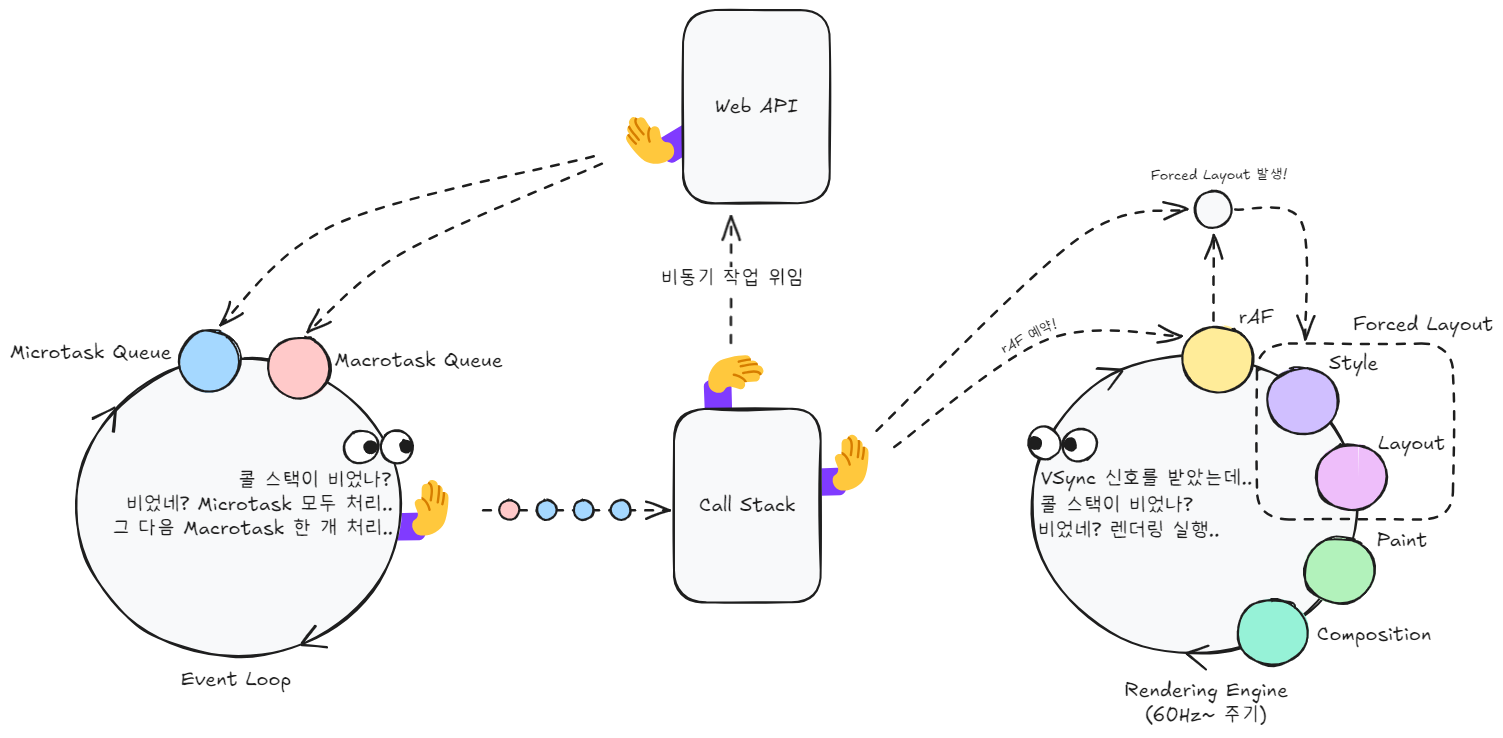 Web API
Forced Layout 발생!
비동기 작업 위임
rAF 예약!
rAF
Forced Layout
Microtask Queue
Macrotask Queue
Style
Layout
콜 스택이 비었나?
비었네? Microtask 모두 처리..
그 다음 Macrotask 한 개 처리..
Call Stack
VSync 신호를 받았는데..
콜 스택이 비었나?
비었네? 렌더링 실행..
Paint
Composition
Event Loop
Rendering Engine
(60Hz~ 주기)